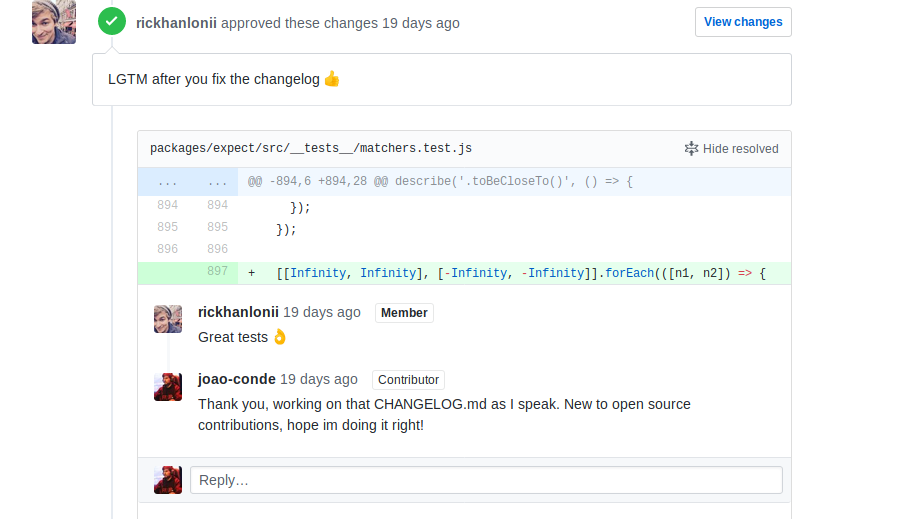 rickhanlonii approved these changes 19 days ago
View changes
LGTM after you fix the changelog 👍
packages/expect/src/__tests__/matchers.test.js
Hide resolved
... ... @@ -894,6 +894,28 @@ describe('.toBeCloseTo()', () => {
894 894 });
895 895 });
896 896
897 + [[Infinity, Infinity], [-Infinity, -Infinity]].forEach(([n1, n2]) => {
rickhanlonii 19 days ago Member
Great tests 👌
joao-conde 19 days ago Contributor
Thank you, working on that CHANGELOG.md as I speak. New to open source
contributions, hope im doing it right!
Reply…